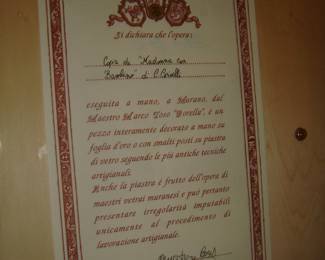 Si dichiara che l'opera:
Copia da "Madonna con
Bambino" di C. Crivelli
eseguita a mano, a Murano, dal
Maestro Marco Toso "Borella", è un
pezzo interamente decorato a mano su
foglia d'oro e con smalti posti su piastra
di vetro seguendo le più antiche tecniche
artigianali.
Anche la piastra è frutto dell'opera di
maestri vetrai muranesi e può pertanto
presentare irregolarità imputabili
unicamente al procedimento di
lavorazione artigianale.